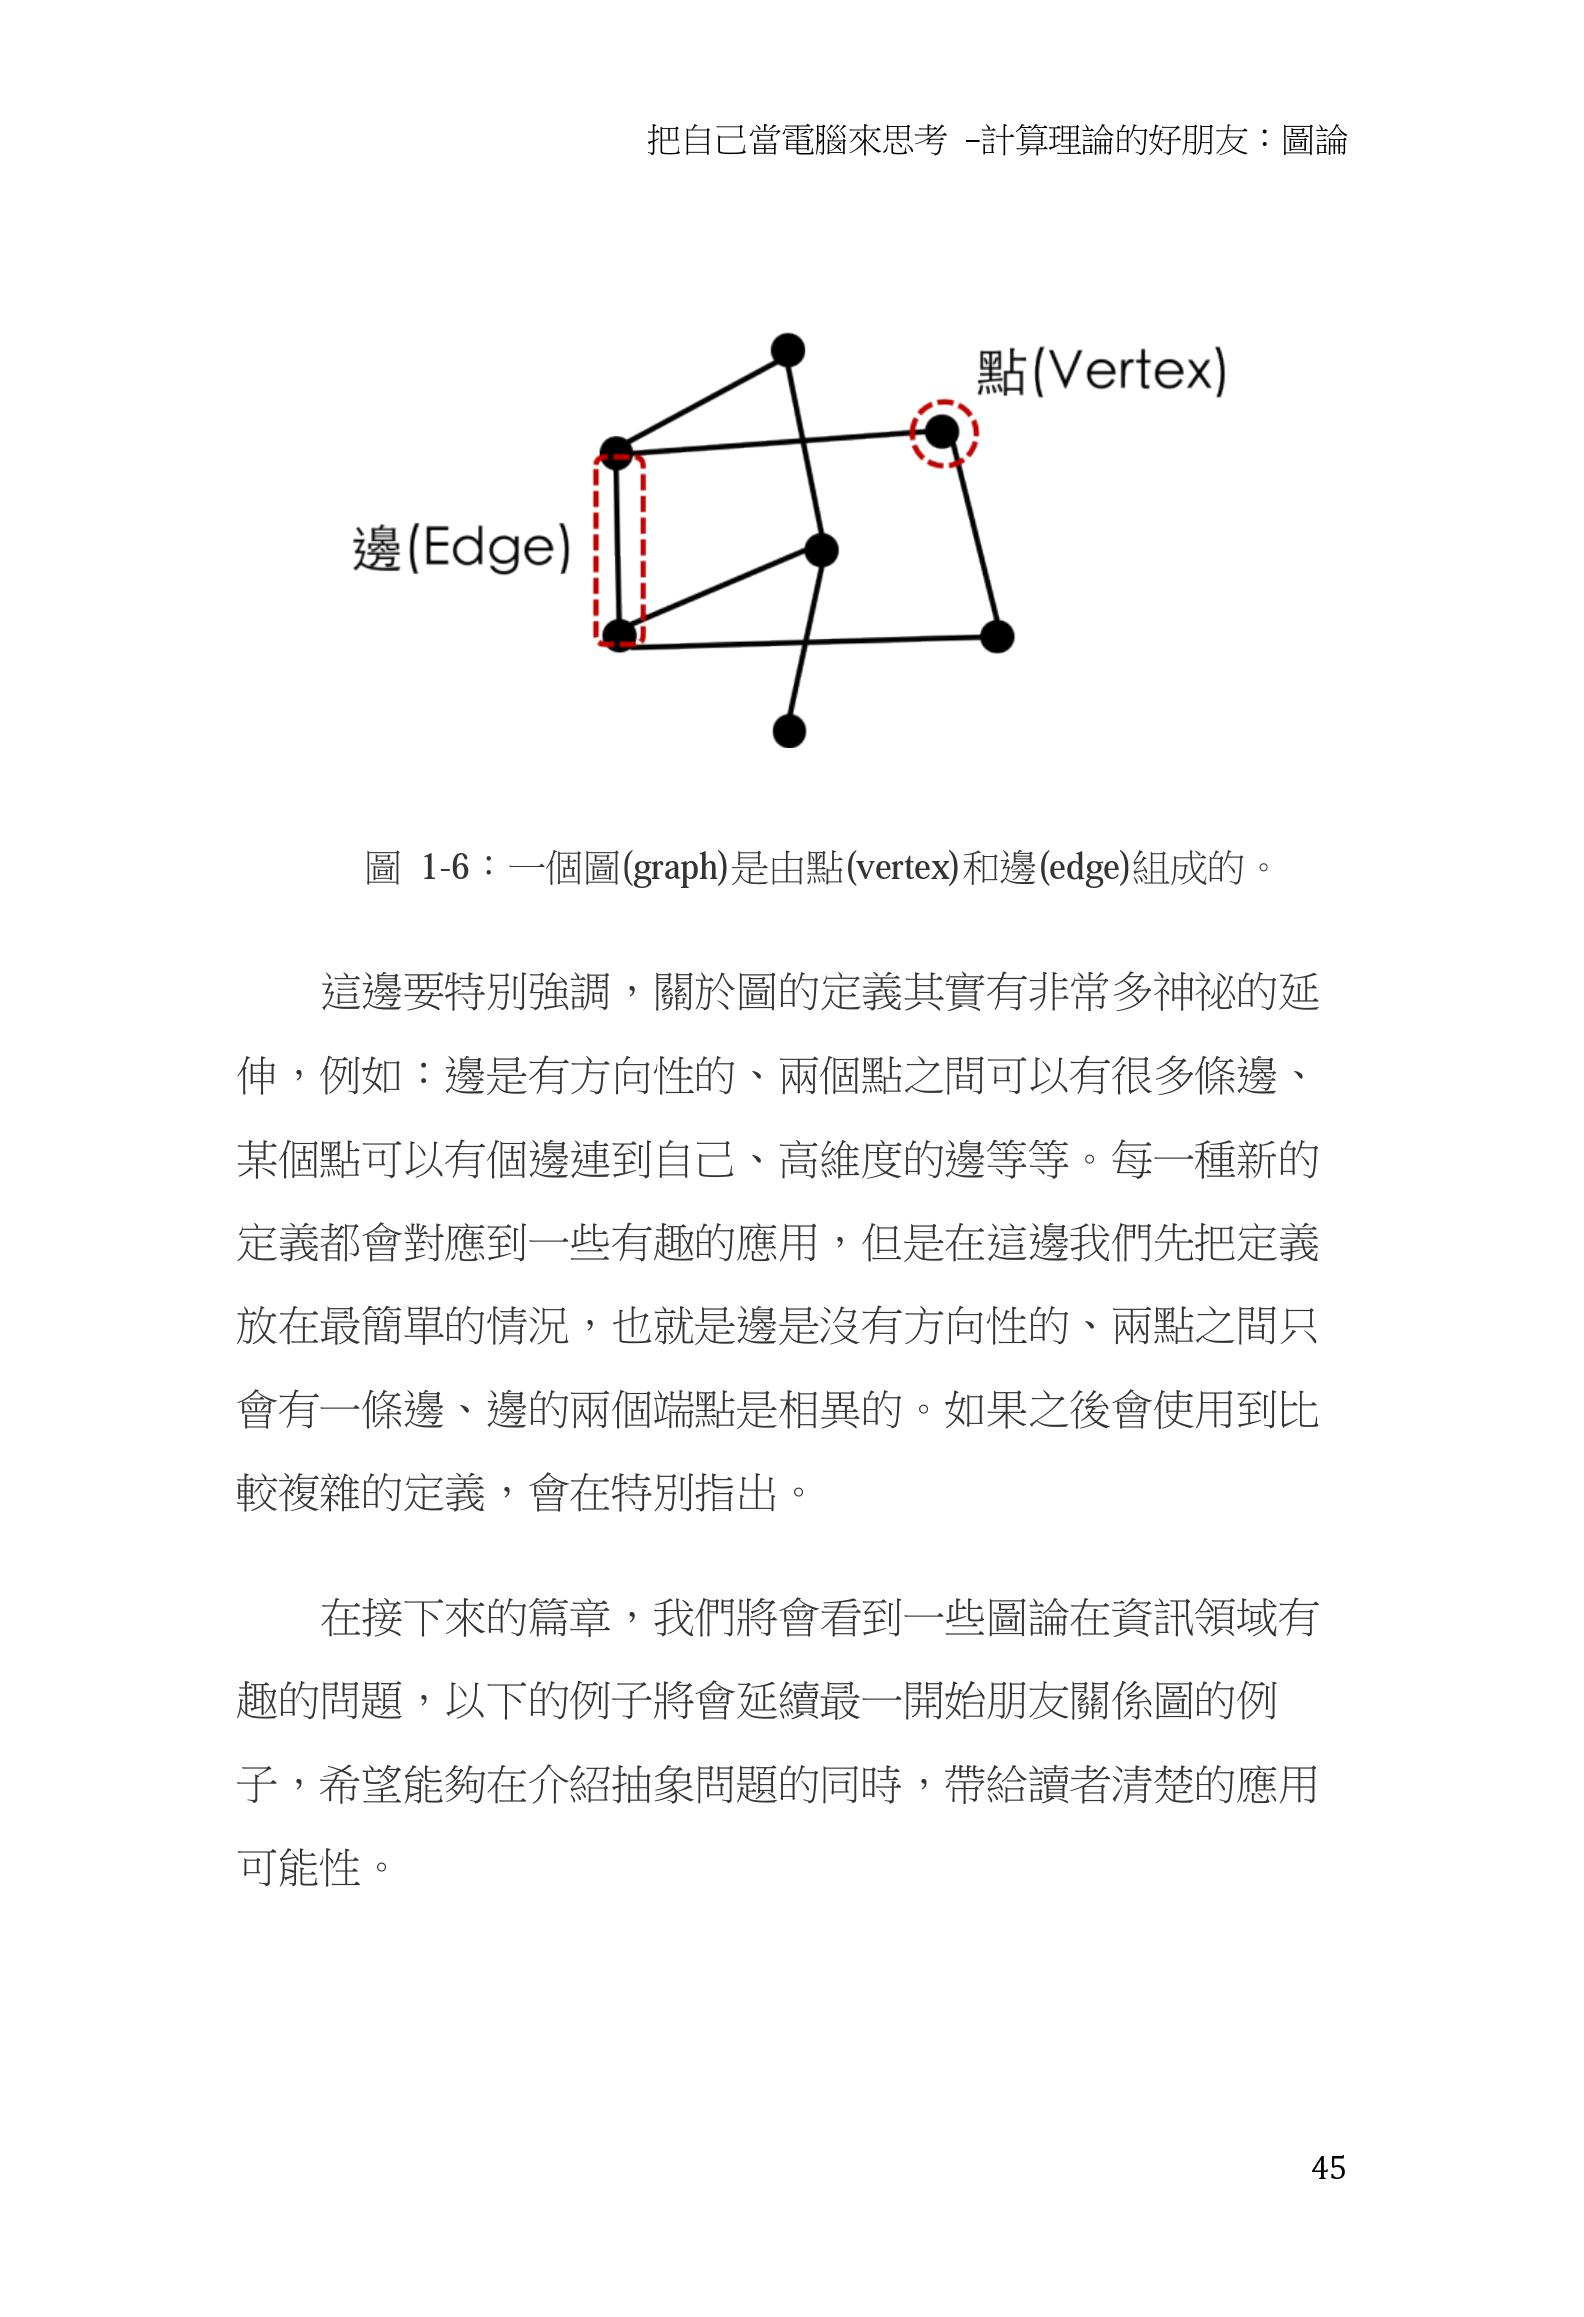 把自己當電腦來思考 –計算理論的好朋友：圖論
點(Vertex)
邊(Edge)
圖 1-6：一個圖(graph)是由點(vertex)和邊(edge)組成的。
這邊要特別強調，關於圖的定義其實有非常多神祕的延
伸，例如：邊是有方向性的、兩個點之間可以有很多條邊、
某個點可以有個邊連到自己、高維度的邊等等。每一種新的
定義都會對應到一些有趣的應用，但是在這邊我們先把定義
放在最簡單的情況，也就是邊是沒有方向性的、兩點之間只
會有一條邊、邊的兩個端點是相異的。如果之後會使用到比
較複雜的定義，會在特別指出。
在接下來的篇章，我們將會看到一些圖論在資訊領域有
趣的問題，以下的例子將會延續最一開始朋友關係圖的例
子，希望能夠在介紹抽象問題的同時，帶給讀者清楚的應用
可能性。
45